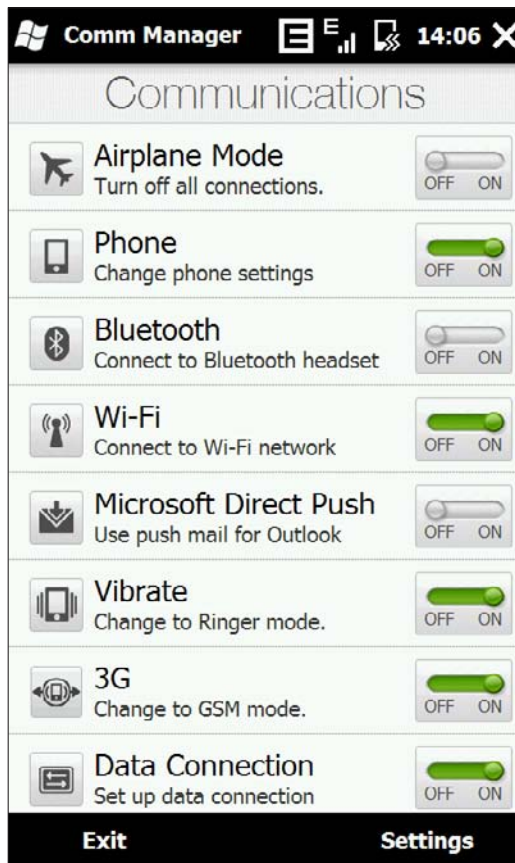 Comm Manager E E 14:06 X
Communications
Airplane Mode
Turn off all connections.
OFF ON
Phone
Change phone settings
OFF ON
Bluetooth
Connect to Bluetooth headset
OFF ON
Wi-Fi
Connect to Wi-Fi network
OFF ON
Microsoft Direct Push
Use push mail for Outlook
OFF ON
Vibrate
Change to Ringer mode.
OFF ON
3G
Change to GSM mode.
OFF ON
Data Connection
Set up data connection
OFF ON
Exit Settings